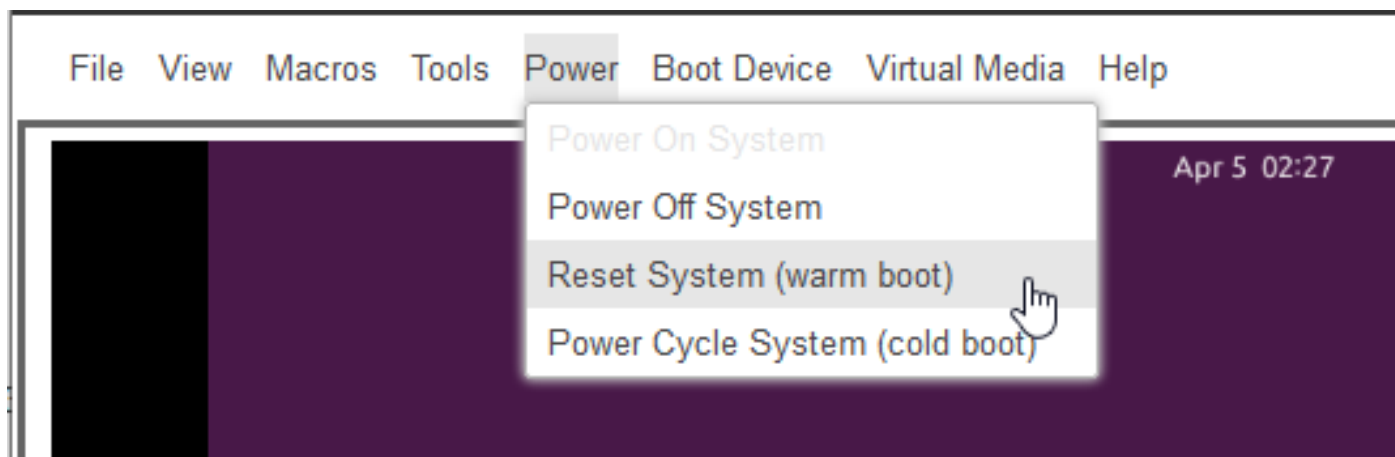 File View Macros Tools Power Boot Device Virtual Media Help
Power On System
Apr 5 02:27
Power Off System
Reset System (warm boot)
Power Cycle System (cold boot)